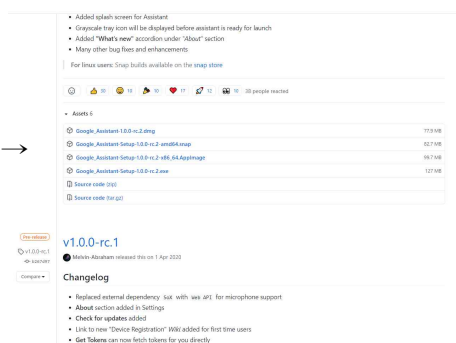 Added splash screen for Assistant
Grayscale tray icon will be displayed before assistant is ready for launch
Added "What's new" accordion under "About" section
Many other bug fixes and enhancements
For linux users: Snap builds available on the snap store
38 people reacted
Assets 6
Google_Assistant-1.0.0-rc.2.dmg 77.9 MB
Google_Assistant-Setup-1.0.0-rc.2-amd64.snap 82.7 MB
Google_Assistant-Setup-1.0.0-rc.2-x86_64.AppImage 99.7 MB
Google_Assistant-Setup-1.0.0-rc.2.exe 127 MB
Source code (zip)
Source code (tar.gz)
Pre-release
v1.0.0-rc.1
Compare
v1.0.0-rc.1
Melvin-Abraham released this on 1 Apr 2020
Changelog
Replaced external dependency SoX with Web API for microphone support
About section added in Settings
Check for updates added
Link to new "Device Registration" Wiki added for first time users
Get Tokens can now fetch tokens for you directly